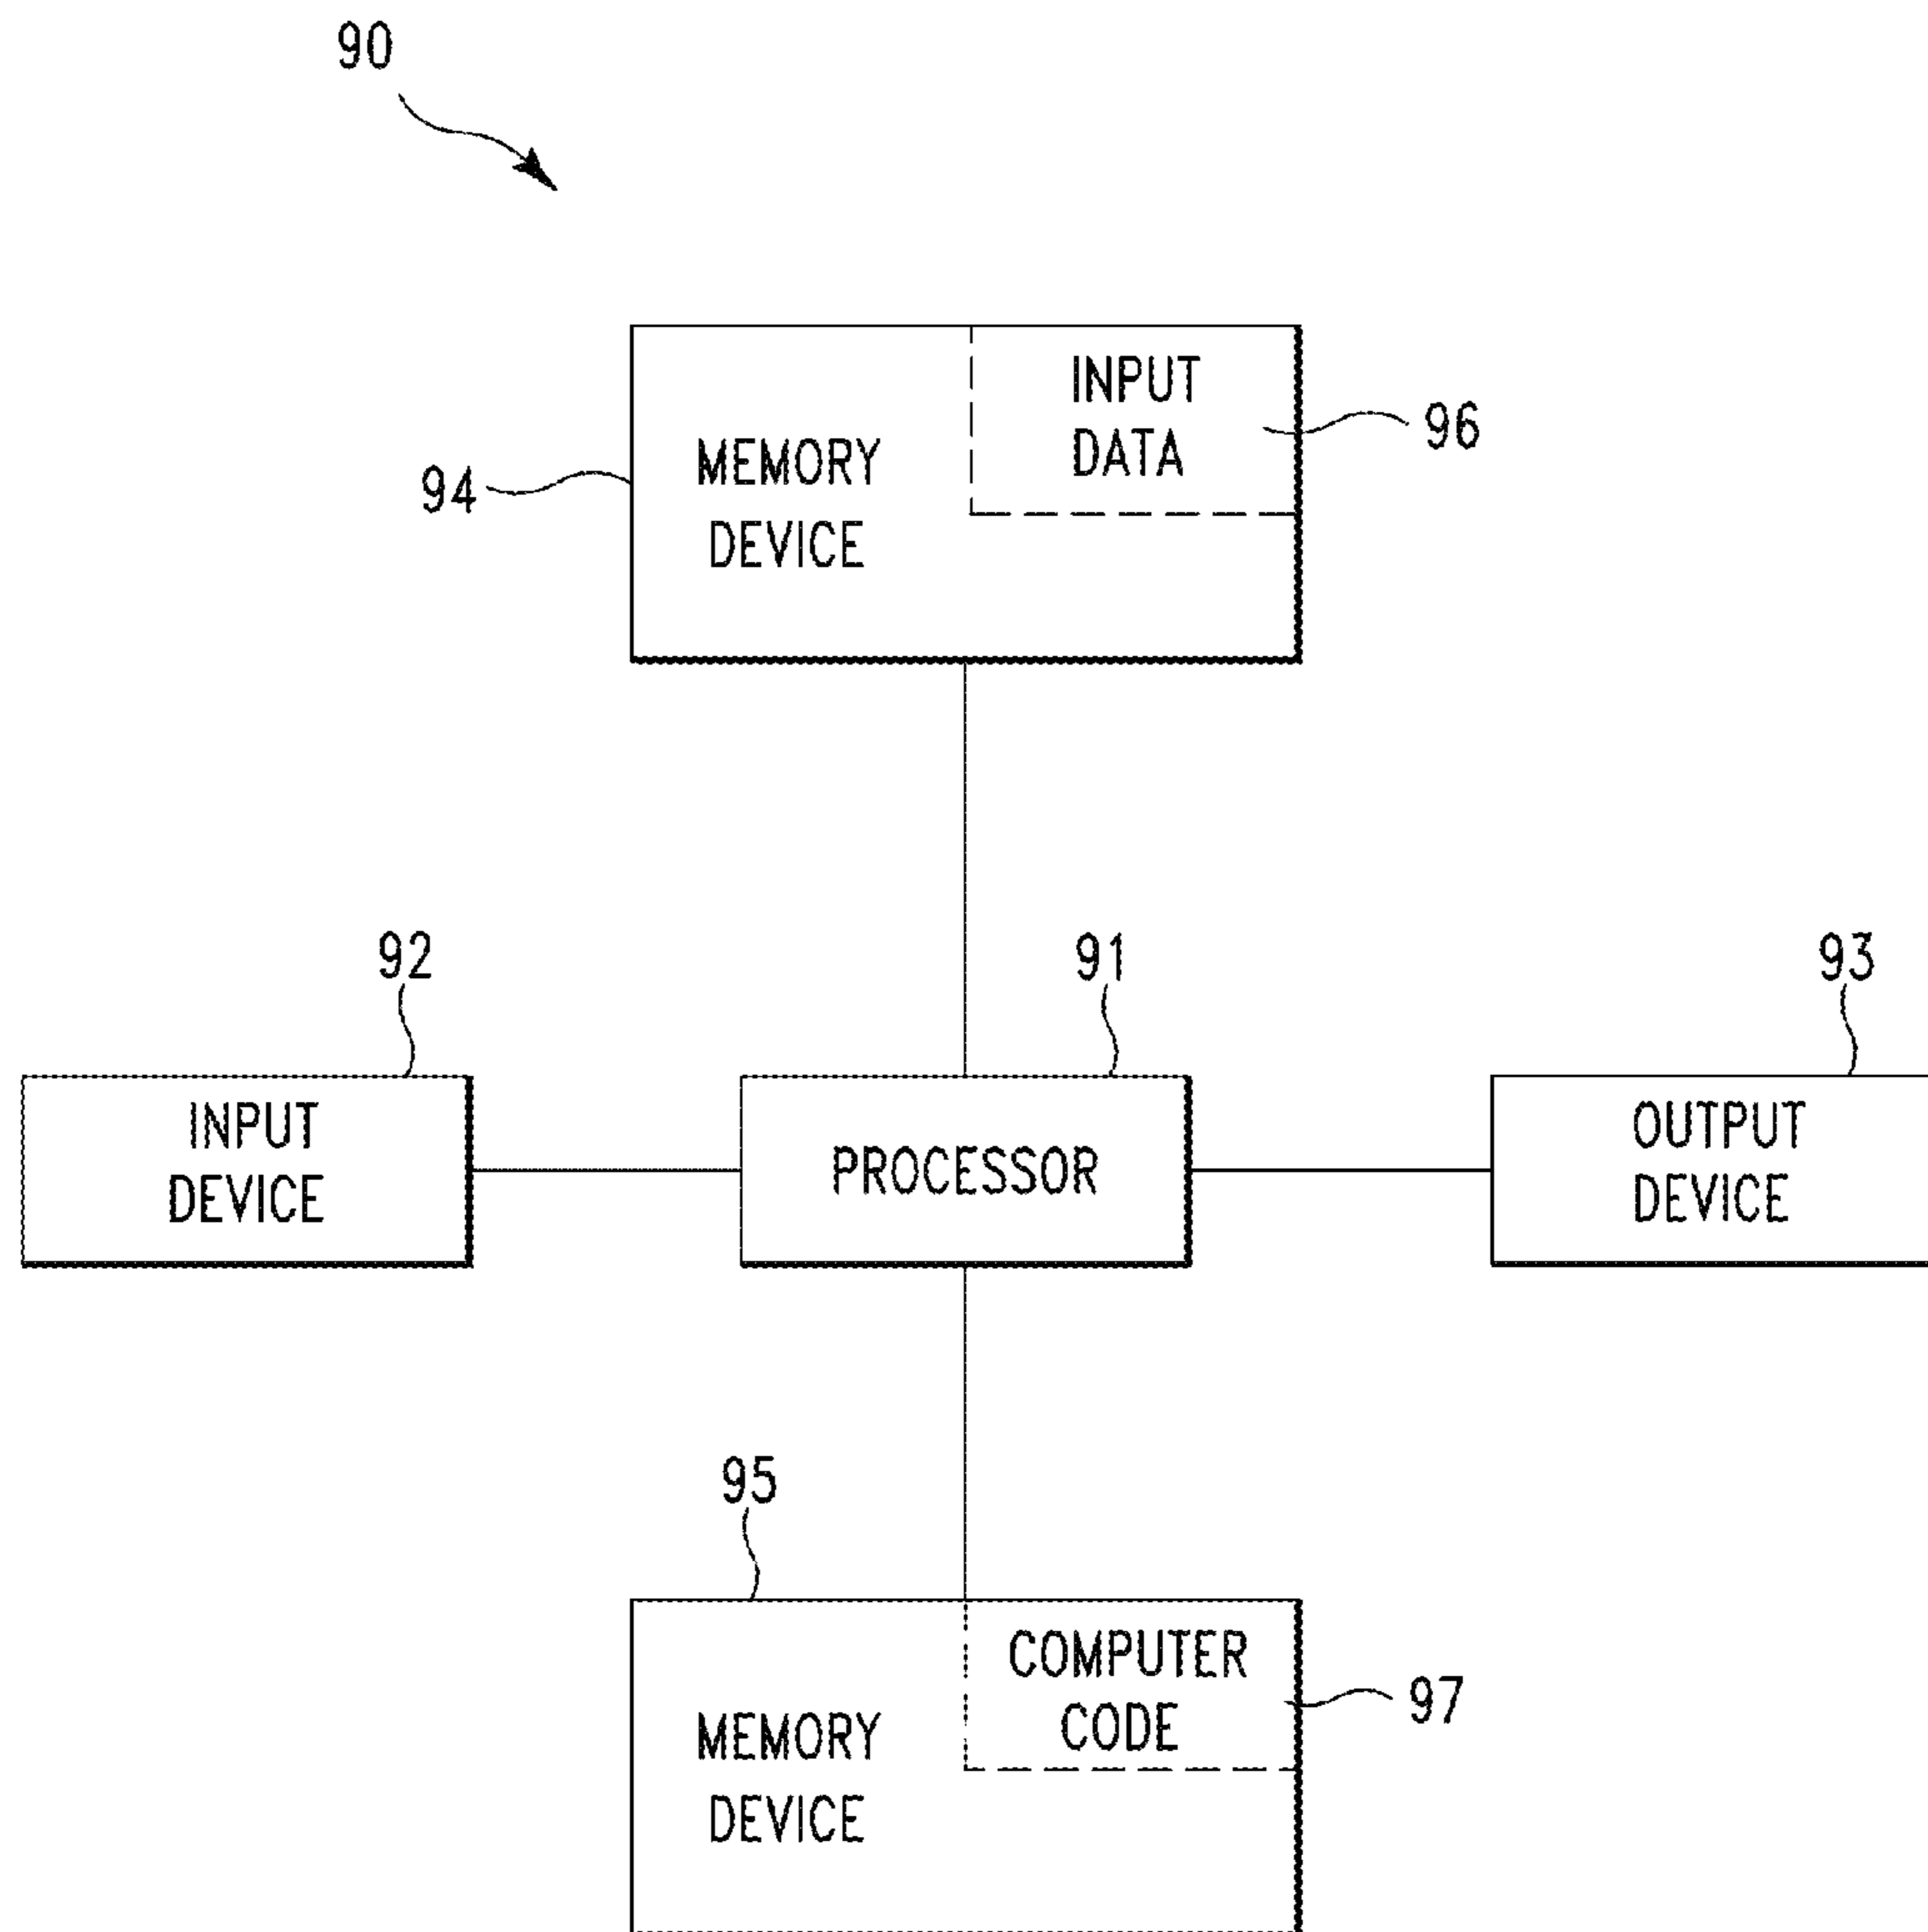 90
INPUT
DATA
96
MEMORY
DEVICE
94
92
91
93
INPUT
DEVICE
PROCESSOR
OUTPUT
DEVICE
95
COMPUTER
CODE
97
MEMORY
DEVICE